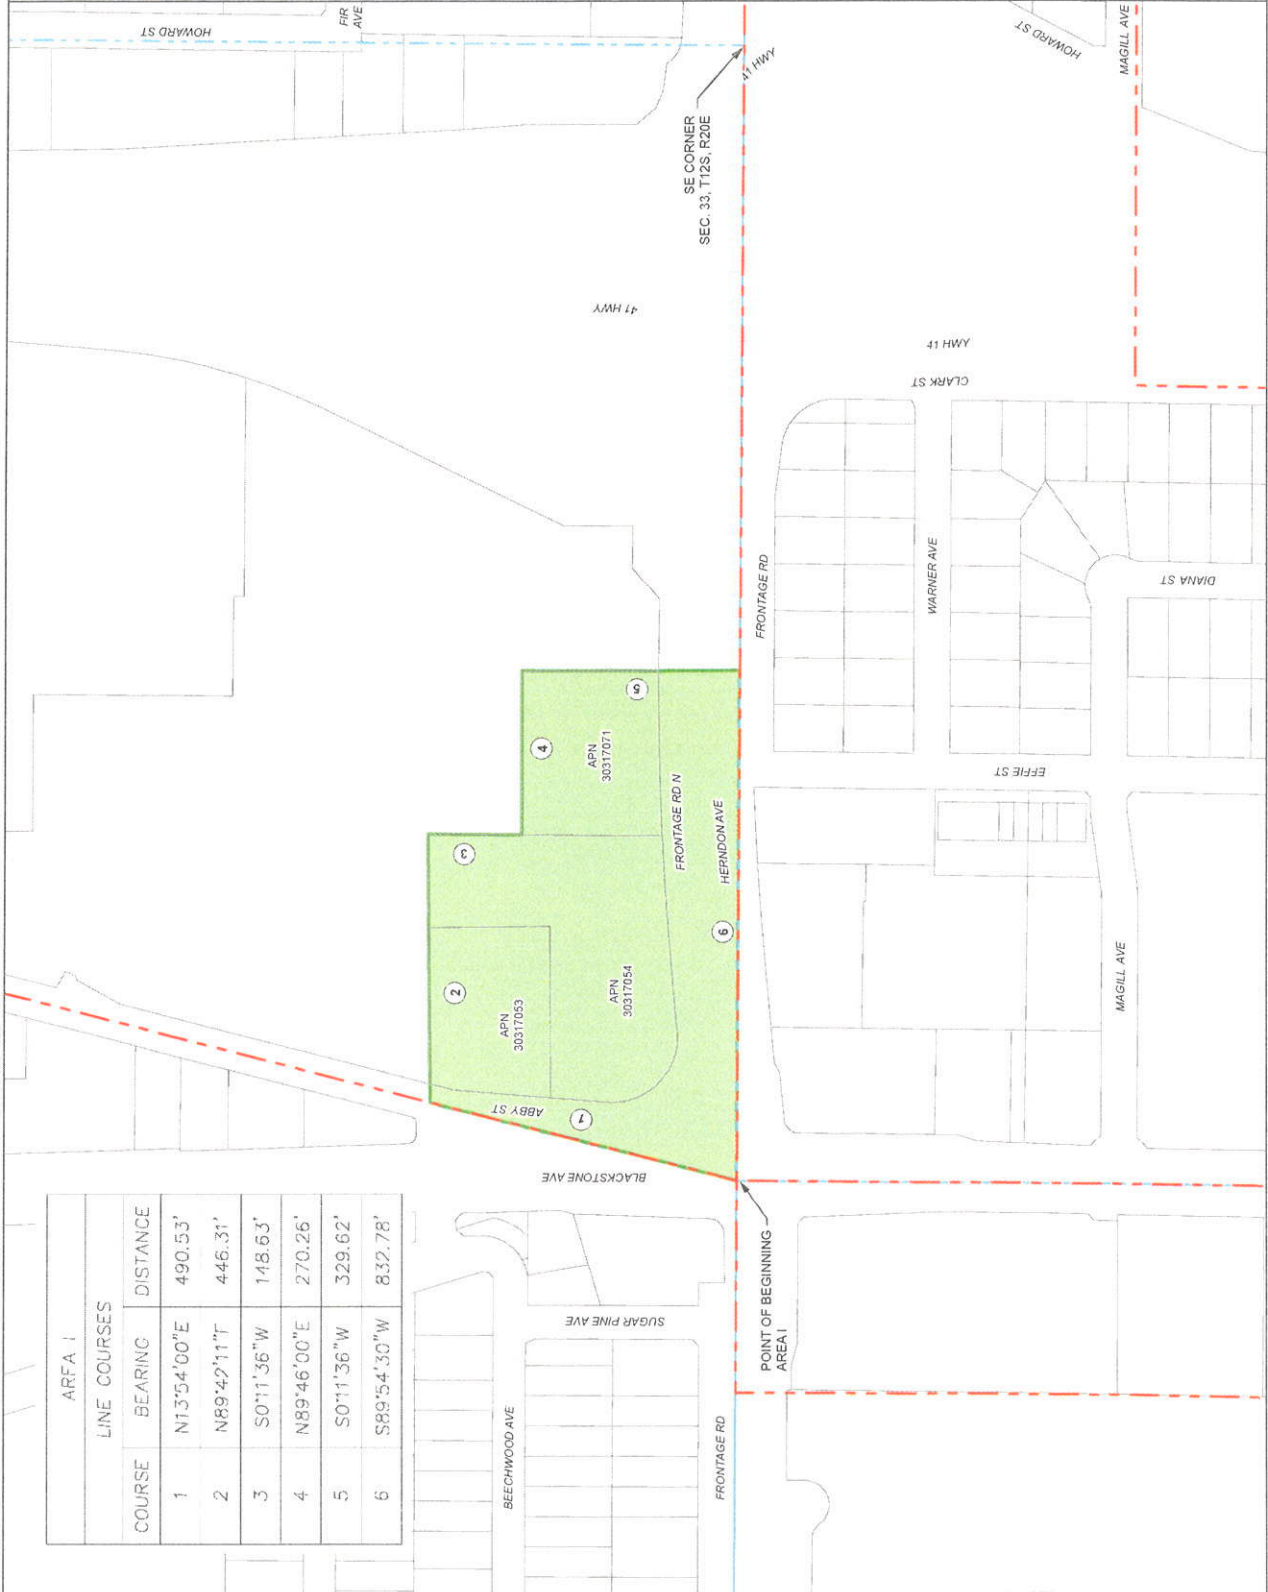 AREA I
LINE COURSES
COURSE BEARING DISTANCE
1 N13°54'00"E 490.53'
2 N89°42'11"E 446.31'
3 S0°11'36"W 148.63'
4 N89°46'00"E 270.26'
5 S0°11'36"W 329.62'
6 S89°54'30"W 832.78'
HOWARD ST
FIR
AVE
41 HWY
SE CORNER
SEC. 33, T12S, R20E
41 HWY
HOWARD ST
MAGILL AVE
41 HWY
CLARK ST
1
2
3
4
5
6
APN
30317053
APN
30317054
APN
30317071
ABBY ST
FRONTAGE RD N
HERNDON AVE
BLACKSTONE AVE
POINT OF BEGINNING
AREA I
BEECHWOOD AVE
SUGAR PINE AVE
FRONTAGE RD
FRONTAGE RD
WARNER AVE
DIANA ST
EFFIE ST
MAGILL AVE